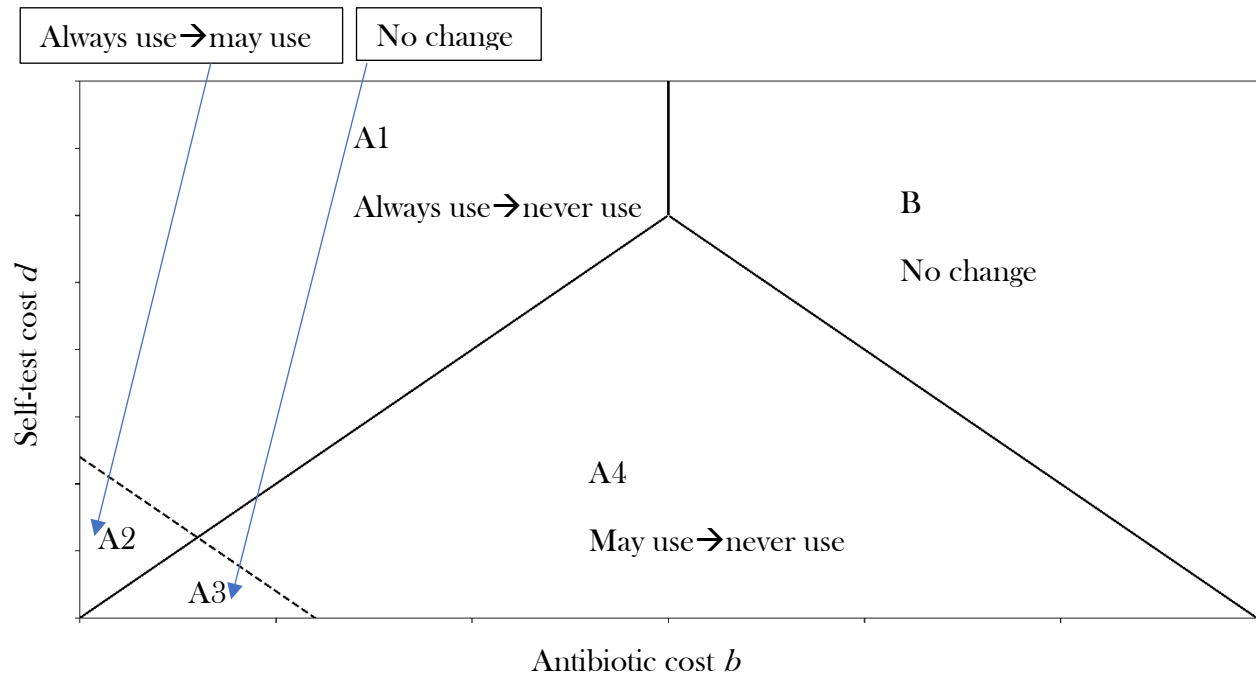 Always use→may use
No change
A1
Always use→never use
B
No change
Self-test cost d
A4
May use→never use
A2
A3
Antibiotic cost b